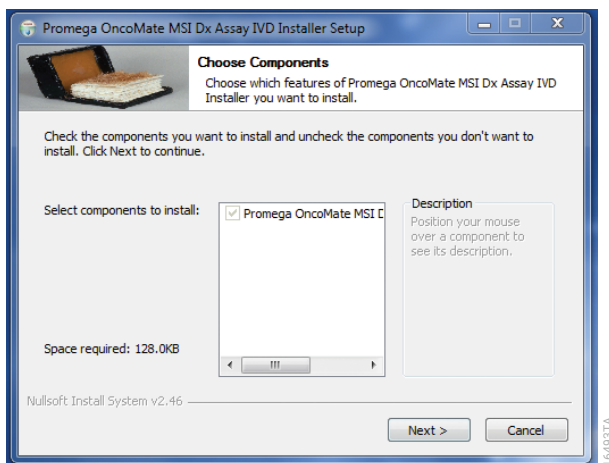 Promega OncoMate MSI Dx Assay IVD Installer Setup
Choose Components
Choose which features of Promega OncoMate MSI Dx Assay IVD
Installer you want to install.
Check the components you want to install and uncheck the components you don't want to
install. Click Next to continue.
Select components to install:
Promega OncoMate MSI D
Description
Position your mouse
over a component to
see its description.
Space required: 128.0KB
Nullsoft Install System v2.46
Next >
Cancel